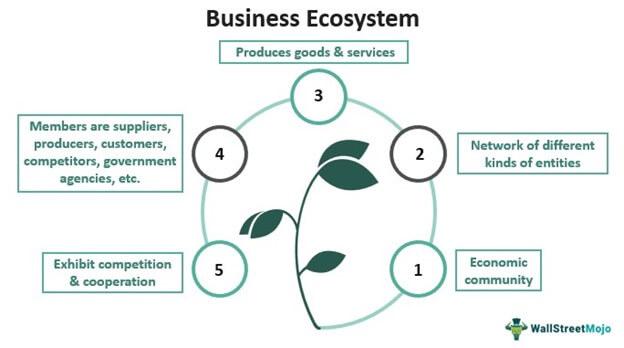 Business Ecosystem
Produces goods & services
3
Members are suppliers,
producers, customers,
competitors, government
agencies, etc.
4
2
Network of different
kinds of entities
Exhibit competition
& cooperation
5
1
Economic
community
WallStreetMojo